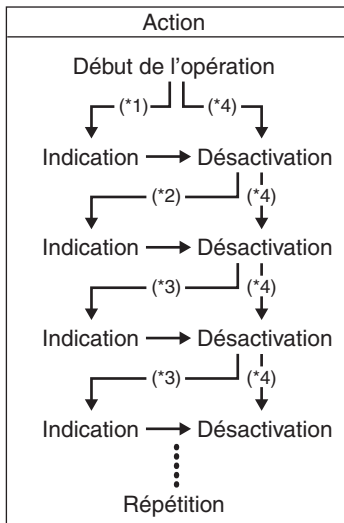 Action
Début de l'opération
(*1) (*4)
Indication Désactivation
(*2) (*4)
Indication Désactivation
(*3) (*4)
Indication Désactivation
(*3) (*4)
Indication Désactivation
Répétition